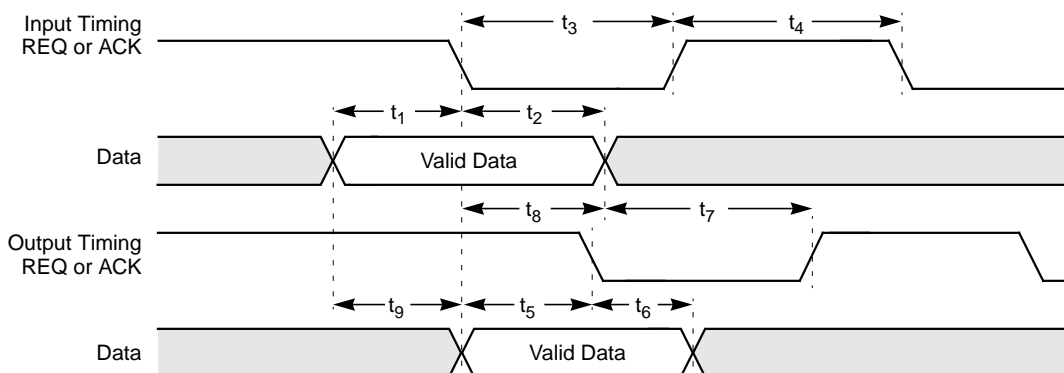 Input Timing
REQ or ACK
t3
t4
t1
t2
Data
Valid Data
t8
t7
Output Timing
REQ or ACK
t9
t5
t6
Data
Valid Data